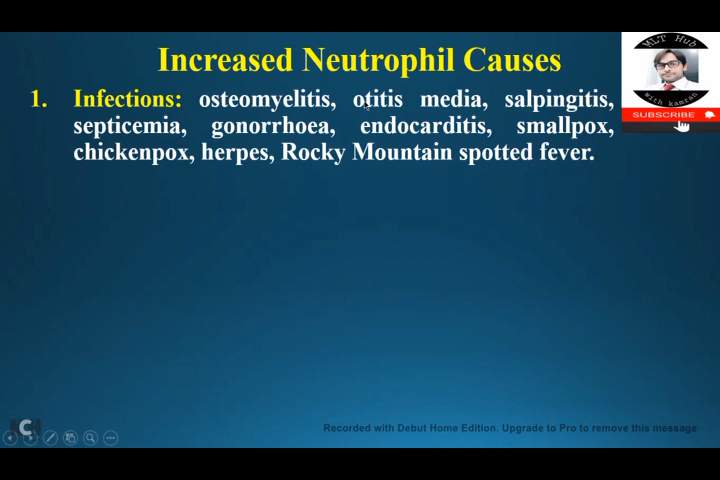 Increased Neutrophil Causes
MLT Hub
with kamran
SUBSCRIBE
1. Infections: osteomyelitis, otitis media, salpingitis,
septicemia, gonorrhoea, endocarditis, smallpox,
chickenpox, herpes, Rocky Mountain spotted fever.
C
Recorded with Debut Home Edition. Upgrade to Pro to remove this message